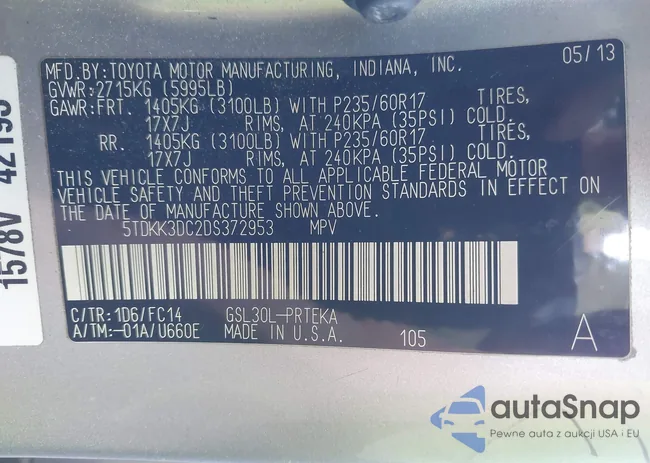 MFD.BY:TOYOTA MOTOR MANUFACTURING, INDIANA, INC. 05/13
GVWR:2715KG (5995LB)
GAWR:FRT. 1405KG (3100LB) WITH P235/60R17 TIRES,
17X7J RIMS, AT 240KPA (35PSI) COLD.
RR. 1405KG (3100LB) WITH P235/60R17 TIRES,
17X7J RIMS, AT 240KPA (35PSI) COLD.
THIS VEHICLE CONFORMS TO ALL APPLICABLE FEDERAL MOTOR
VEHICLE SAFETY AND THEFT PREVENTION STANDARDS IN EFFECT ON
THE DATE OF MANUFACTURE SHOWN ABOVE.
5TDKK3DC2DS372953 MPV
C/TR:1D6/FC14 GSL30L-PRTEKA
A/TM:-01A/U660E MADE IN U.S.A. 105 A
1578V 42193
autoSnap
Pewne auta z aukcji USA i EU